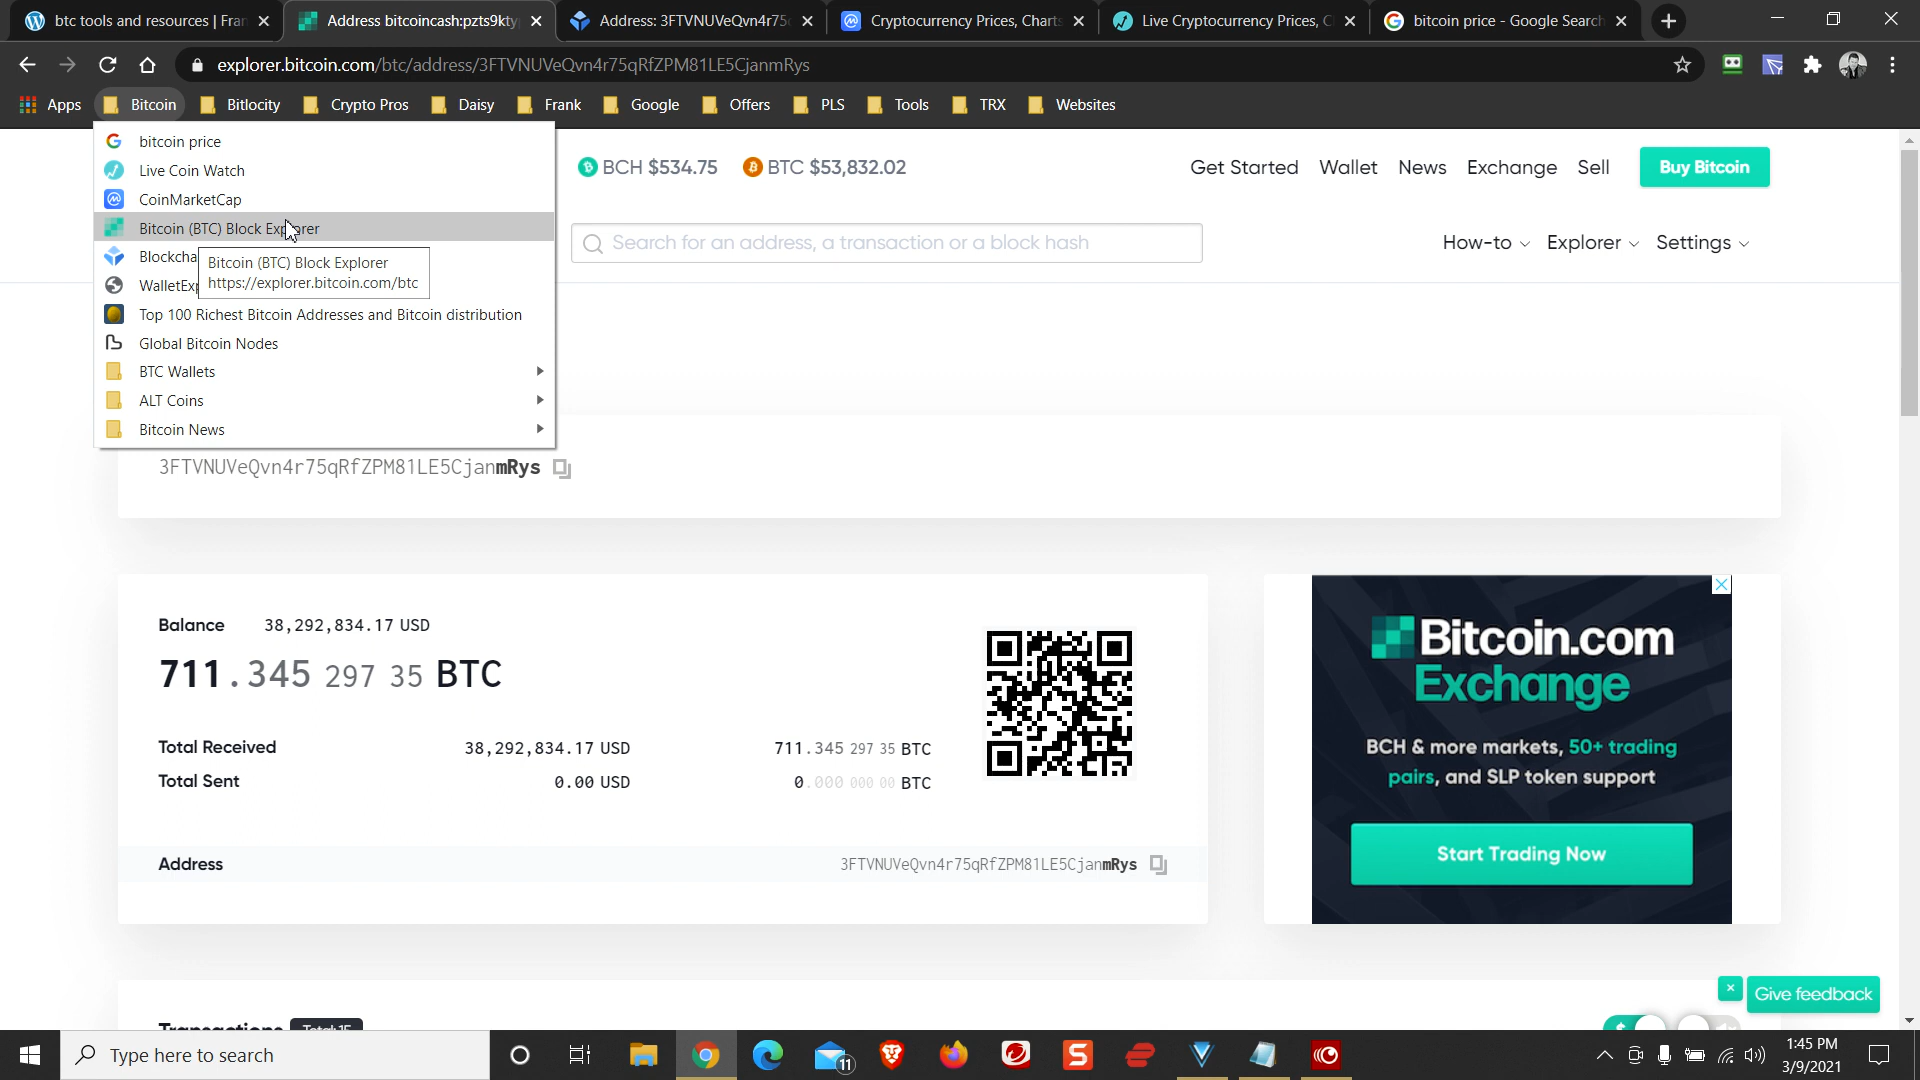 btc tools and resources | Fran
Address bitcoincash:pzts9kty
Address: 3FTVNUVeQvn4r75
Cryptocurrency Prices, Charts
Live Cryptocurrency Prices, C
bitcoin price - Google Search
explorer.bitcoin.com/btc/address/3FTVNUVeQvn4r75qRfZPM81LE5CjanmRys
Apps Bitcoin Bitlocity Crypto Pros Daisy Frank Google Offers PLS Tools TRX Websites
bitcoin price
Live Coin Watch
CoinMarketCap
Bitcoin (BTC) Block Explorer
Blockcha
WalletExp
Bitcoin (BTC) Block Explorer
https://explorer.bitcoin.com/btc
Top 100 Richest Bitcoin Addresses and Bitcoin distribution
Global Bitcoin Nodes
BTC Wallets
ALT Coins
Bitcoin News
BCH $534.75 BTC $53,832.02
Get Started Wallet News Exchange Sell Buy Bitcoin
Search for an address, a transaction or a block hash
How-to Explorer Settings
3FTVNUVeQvn4r75qRfZPM81LE5CjanmRys
Balance 38,292,834.17 USD
711.345 297 35 BTC
Total Received 38,292,834.17 USD 711.345 297 35 BTC
Total Sent 0.00 USD 0.000 000 00 BTC
Address 3FTVNUVeQvn4r75qRfZPM81LE5CjanmRys
Bitcoin.com
Exchange
BCH & more markets, 50+ trading
pairs, and SLP token support
Start Trading Now
Give feedback
Transactions Total 15
Type here to search
11
1:45 PM
3/9/2021